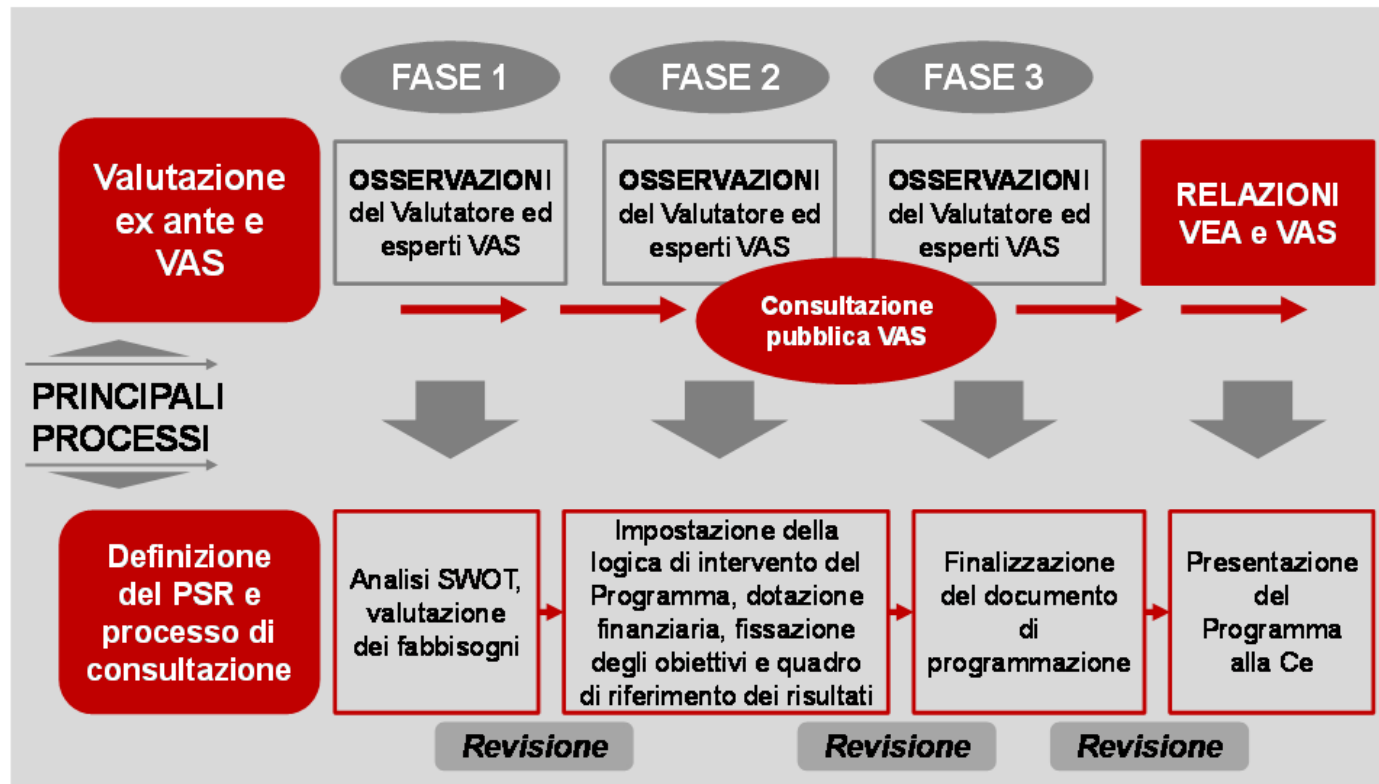 FASE 1
FASE 2
FASE 3
Valutazione
ex ante e
VAS
OSSERVAZIONI
del Valutatore ed
esperti VAS
OSSERVAZIONI
del Valutatore ed
esperti VAS
OSSERVAZIONI
del Valutatore ed
esperti VAS
RELAZIONI
VEA e VAS
Consultazione
pubblica VAS
PRINCIPALI
PROCESSI
Definizione
del PSR e
processo di
consultazione
Analisi SWOT,
valutazione
dei fabbisogni
Impostazione della
logica di intervento del
Programma, dotazione
finanziaria, fissazione
degli obiettivi e quadro
di riferimento dei risultati
Finalizzazione
del documento
di
programmazione
Presentazione
del
Programma
alla Ce
Revisione
Revisione
Revisione